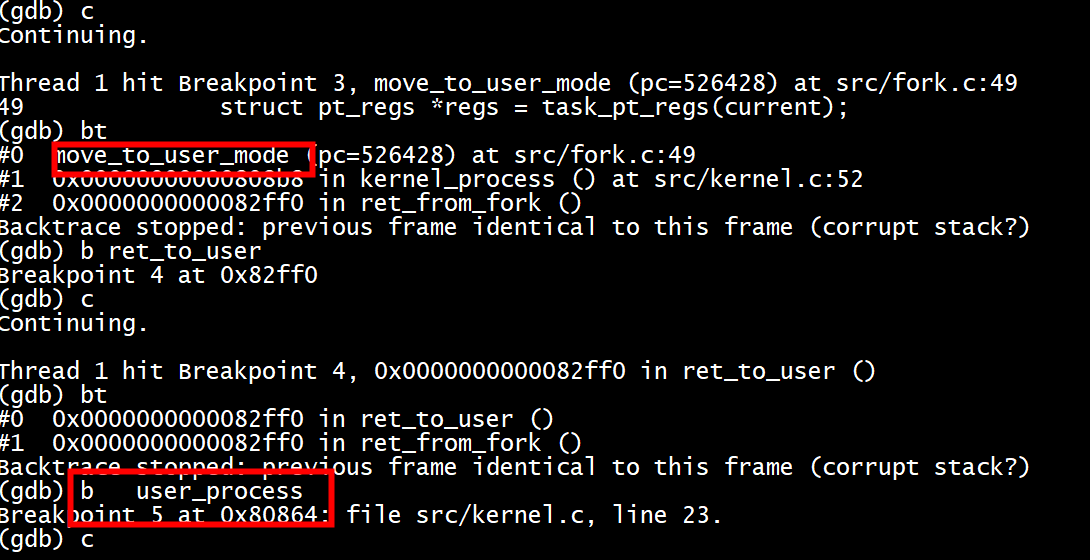 (gdb) c
Continuing.
Thread 1 hit Breakpoint 3, move_to_user_mode (pc=526428) at src/fork.c:49
49              struct pt_regs *regs = task_pt_regs(current);
(gdb) bt
#0  move_to_user_mode (pc=526428) at src/fork.c:49
#1  0x00000000000808b8 in kernel_process () at src/kernel.c:52
#2  0x0000000000082ff0 in ret_from_fork ()
Backtrace stopped: previous frame identical to this frame (corrupt stack?)
(gdb) b ret_to_user
Breakpoint 4 at 0x82ff0
(gdb) c
Continuing.
Thread 1 hit Breakpoint 4, 0x0000000000082ff0 in ret_to_user ()
(gdb) bt
#0  0x0000000000082ff0 in ret_to_user ()
#1  0x0000000000082ff0 in ret_from_fork ()
Backtrace stopped: previous frame identical to this frame (corrupt stack?)
(gdb) b   user_process
Breakpoint 5 at 0x80864: file src/kernel.c, line 23.
(gdb) c